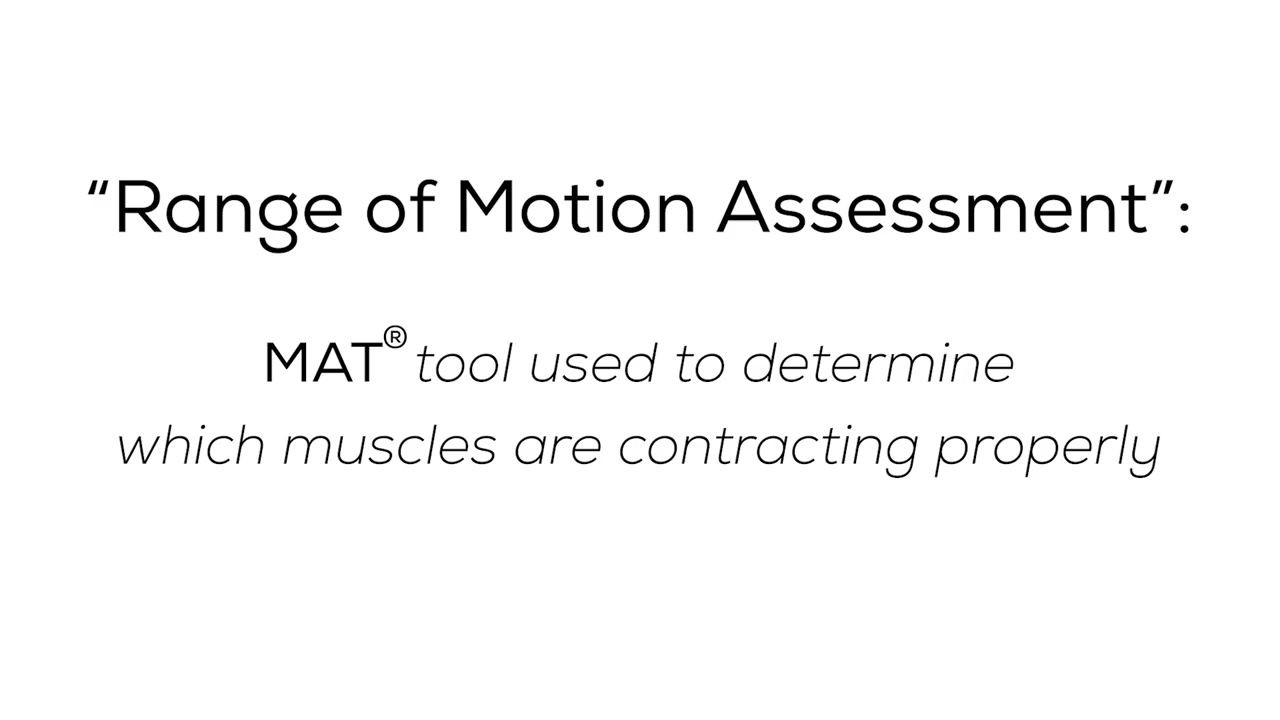 “Range of Motion Assessment”:
MAT® tool used to determine
which muscles are contracting properly